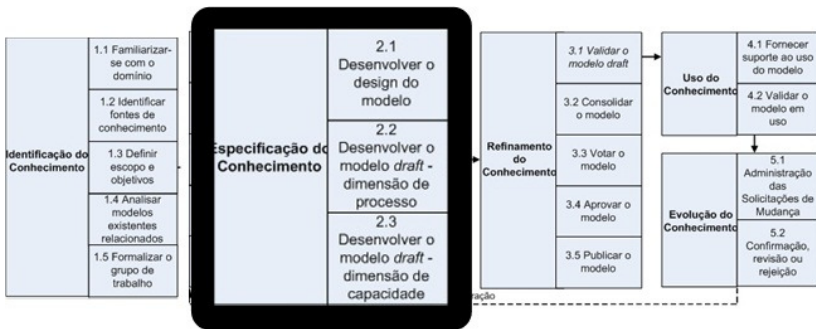 Identificação do
Conhecimento
1.1 Familiarizar-
se com o
domínio
1.2 Identificar
fontes de
conhecimento
1.3 Definir
escopo e
objetivos
1.4 Analisar
modelos
existentes
relacionados
1.5 Formalizar o
grupo de
trabalho
Especificação do
Conhecimento
2.1
Desenvolver o
design do
modelo
2.2
Desenvolver o
modelo draft -
dimensão de
processo
2.3
Desenvolver o
modelo draft -
dimensão de
capacidade
Refinamento
do
Conhecimento
3.1 Validar o
modelo draft
3.2 Consolidar
o modelo
3.3 Votar o
modelo
3.4 Aprovar o
modelo
3.5 Publicar o
modelo
Uso do
Conhecimento
4.1 Fornecer
suporte ao uso
do modelo
4.2 Validar o
modelo em
uso
Evolução do
Conhecimento
5.1
Administração
das
Solicitações de
Mudança
5.2
Confirmação,
revisão ou
rejeição